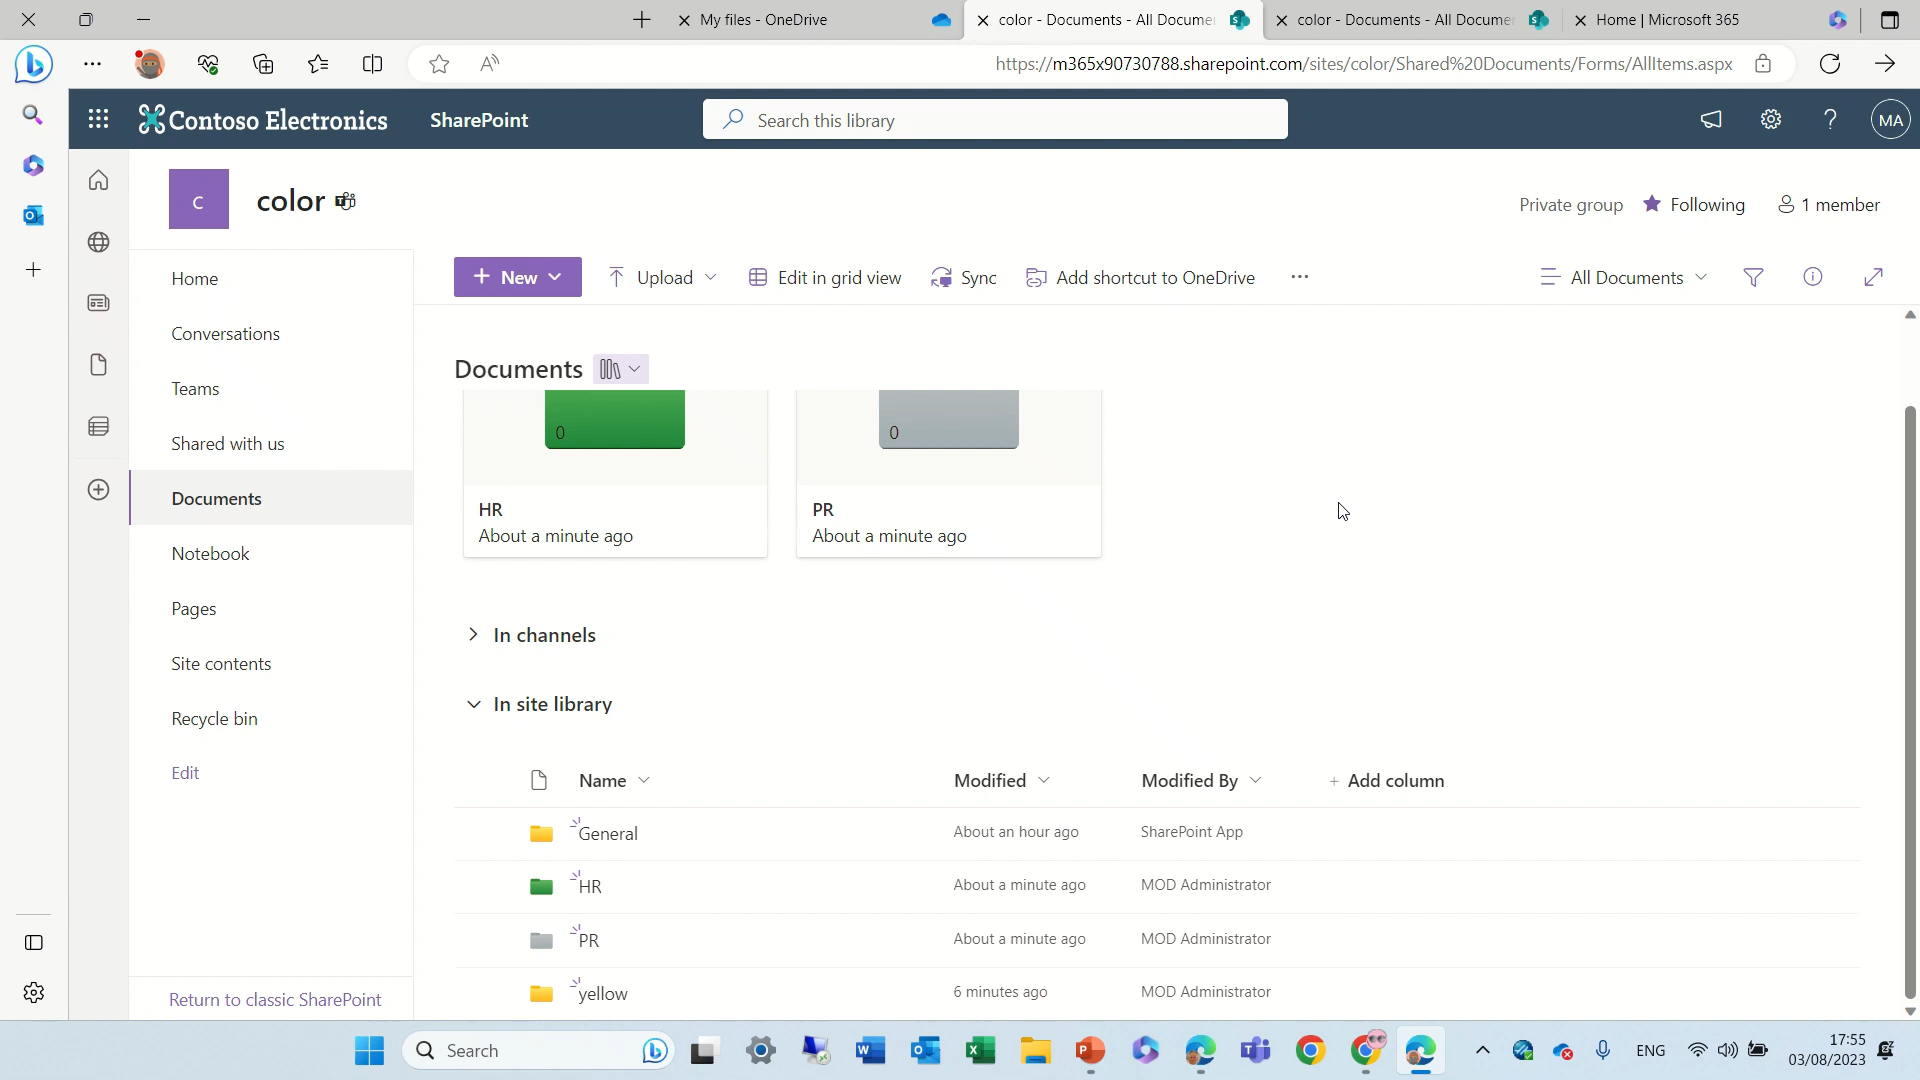 My files - OneDrive
color - Documents - All Docume
color - Documents - All Docume
Home | Microsoft 365
https://m365x90730788.sharepoint.com/sites/color/Shared%20Documents/Forms/AllItems.aspx
Contoso Electronics
SharePoint
Search this library
MA
C
color
Private group
Following
1 member
Home
Conversations
Teams
Shared with us
Documents
Notebook
Pages
Site contents
Recycle bin
Edit
Return to classic SharePoint
New
Upload
Edit in grid view
Sync
Add shortcut to OneDrive
All Documents
Documents
0
0
HR
About a minute ago
PR
About a minute ago
In channels
In site library
Name Modified Modified By + Add column
General About an hour ago SharePoint App
HR About a minute ago MOD Administrator
PR About a minute ago MOD Administrator
yellow 6 minutes ago MOD Administrator
Search
ENG
17:55
03/08/2023